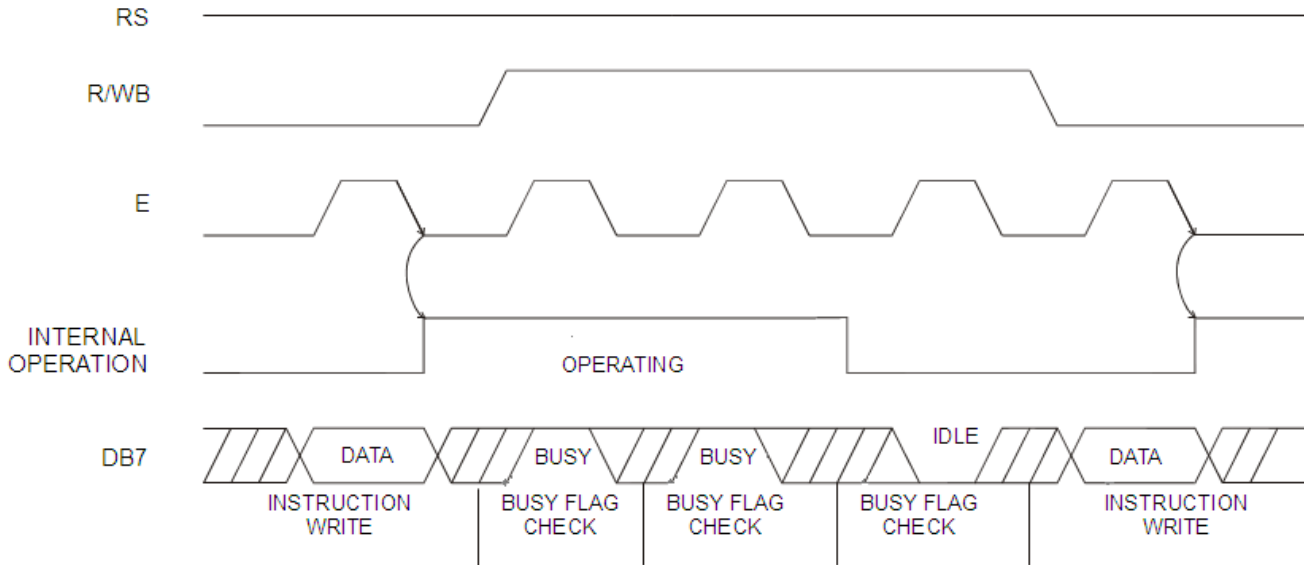 RS
R/WB
E
INTERNAL
OPERATION
OPERATING
DB7
DATA
BUSY
BUSY
IDLE
DATA
INSTRUCTION
WRITE
BUSY FLAG
CHECK
BUSY FLAG
CHECK
BUSY FLAG
CHECK
INSTRUCTION
WRITE